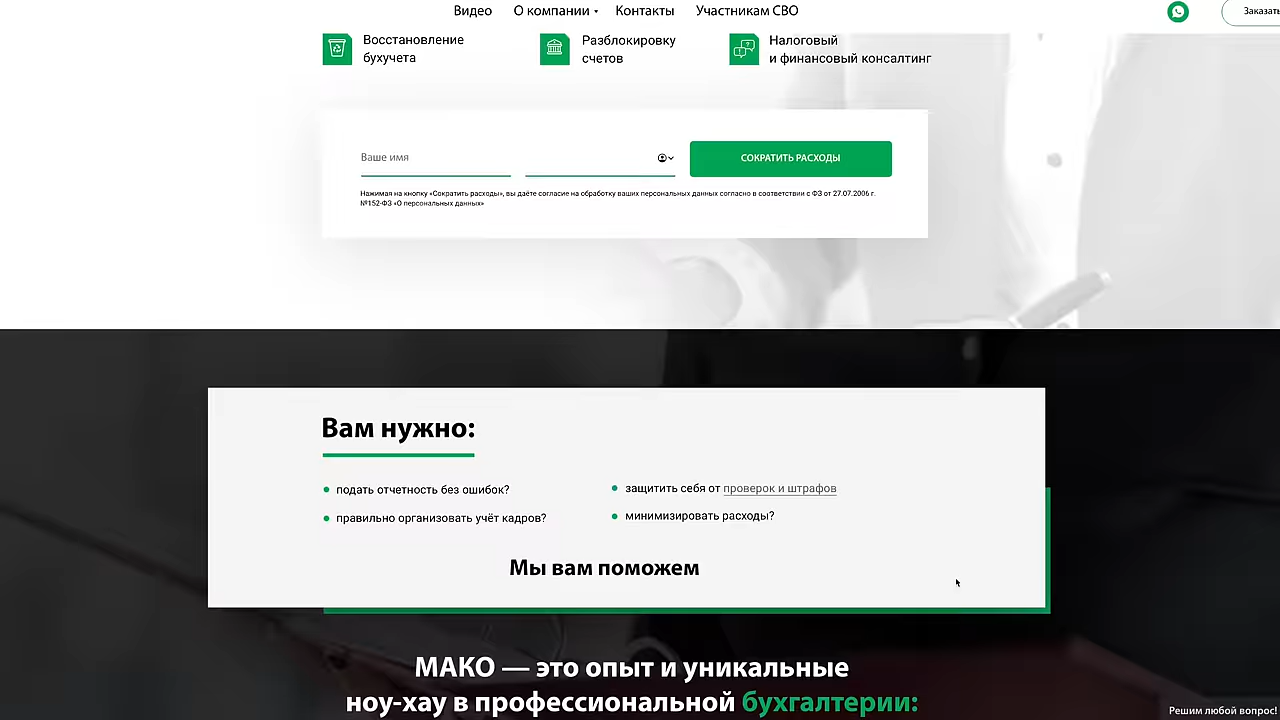 Видео О компании Контакты Участникам СВО
Заказать
Восстановление
бухучета
Разблокировку
счетов
Налоговый
и финансовый консалтинг
Ваше имя
СОКРАТИТЬ РАСХОДЫ
Нажимая на кнопку «Сократить расходы», вы даёте согласие на обработку ваших персональных данных согласно в соответствии с ФЗ от 27.07.2006 г.
№152-ФЗ «О персональных данных»
Вам нужно:
подать отчетность без ошибок?
правильно организовать учёт кадров?
защитить себя от проверок и штрафов
минимизировать расходы?
Мы вам поможем
МАКО — это опыт и уникальные
ноу-хау в профессиональной бухгалтерии:
Решим любой вопрос!